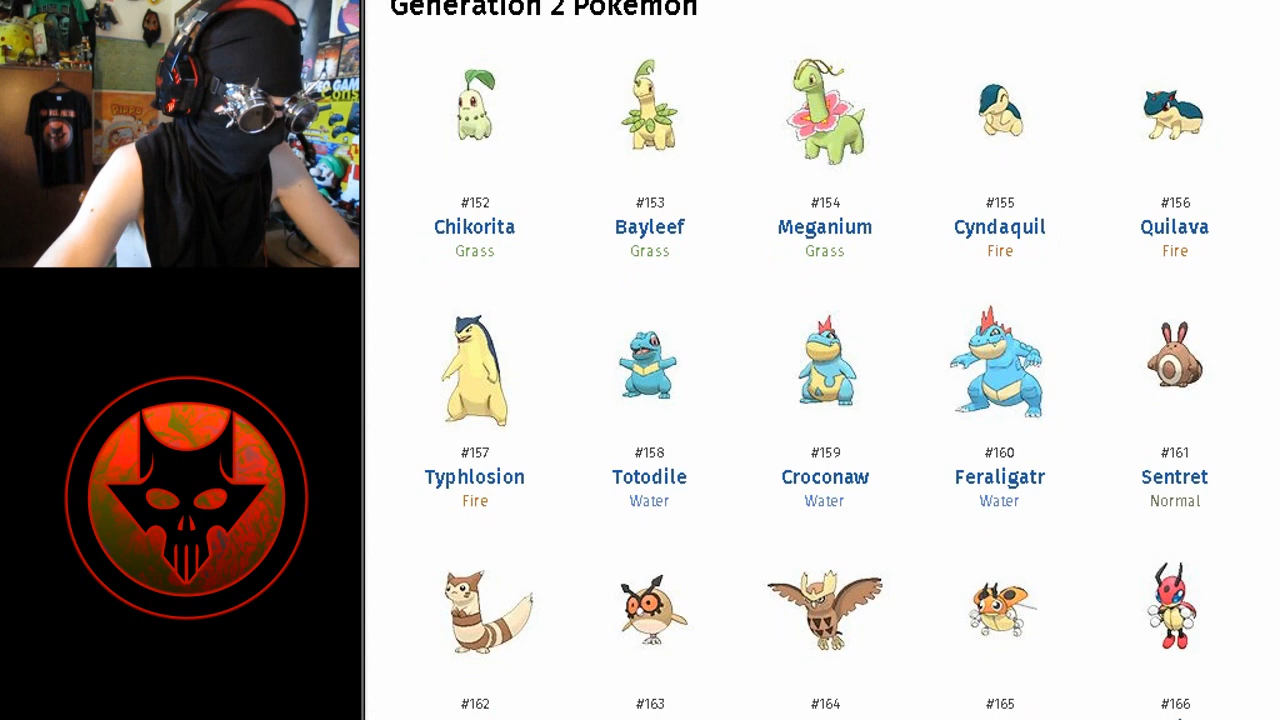 Generation 2 Pokémon
#152
#153
#154
#155
#156
Chikorita
Bayleef
Meganium
Cyndaquil
Quilava
Grass
Grass
Grass
Fire
Fire
#157
#158
#159
#160
#161
Typhlosion
Totodile
Croconaw
Feraligatr
Sentret
Fire
Water
Water
Water
Normal
#162
#163
#164
#165
#166